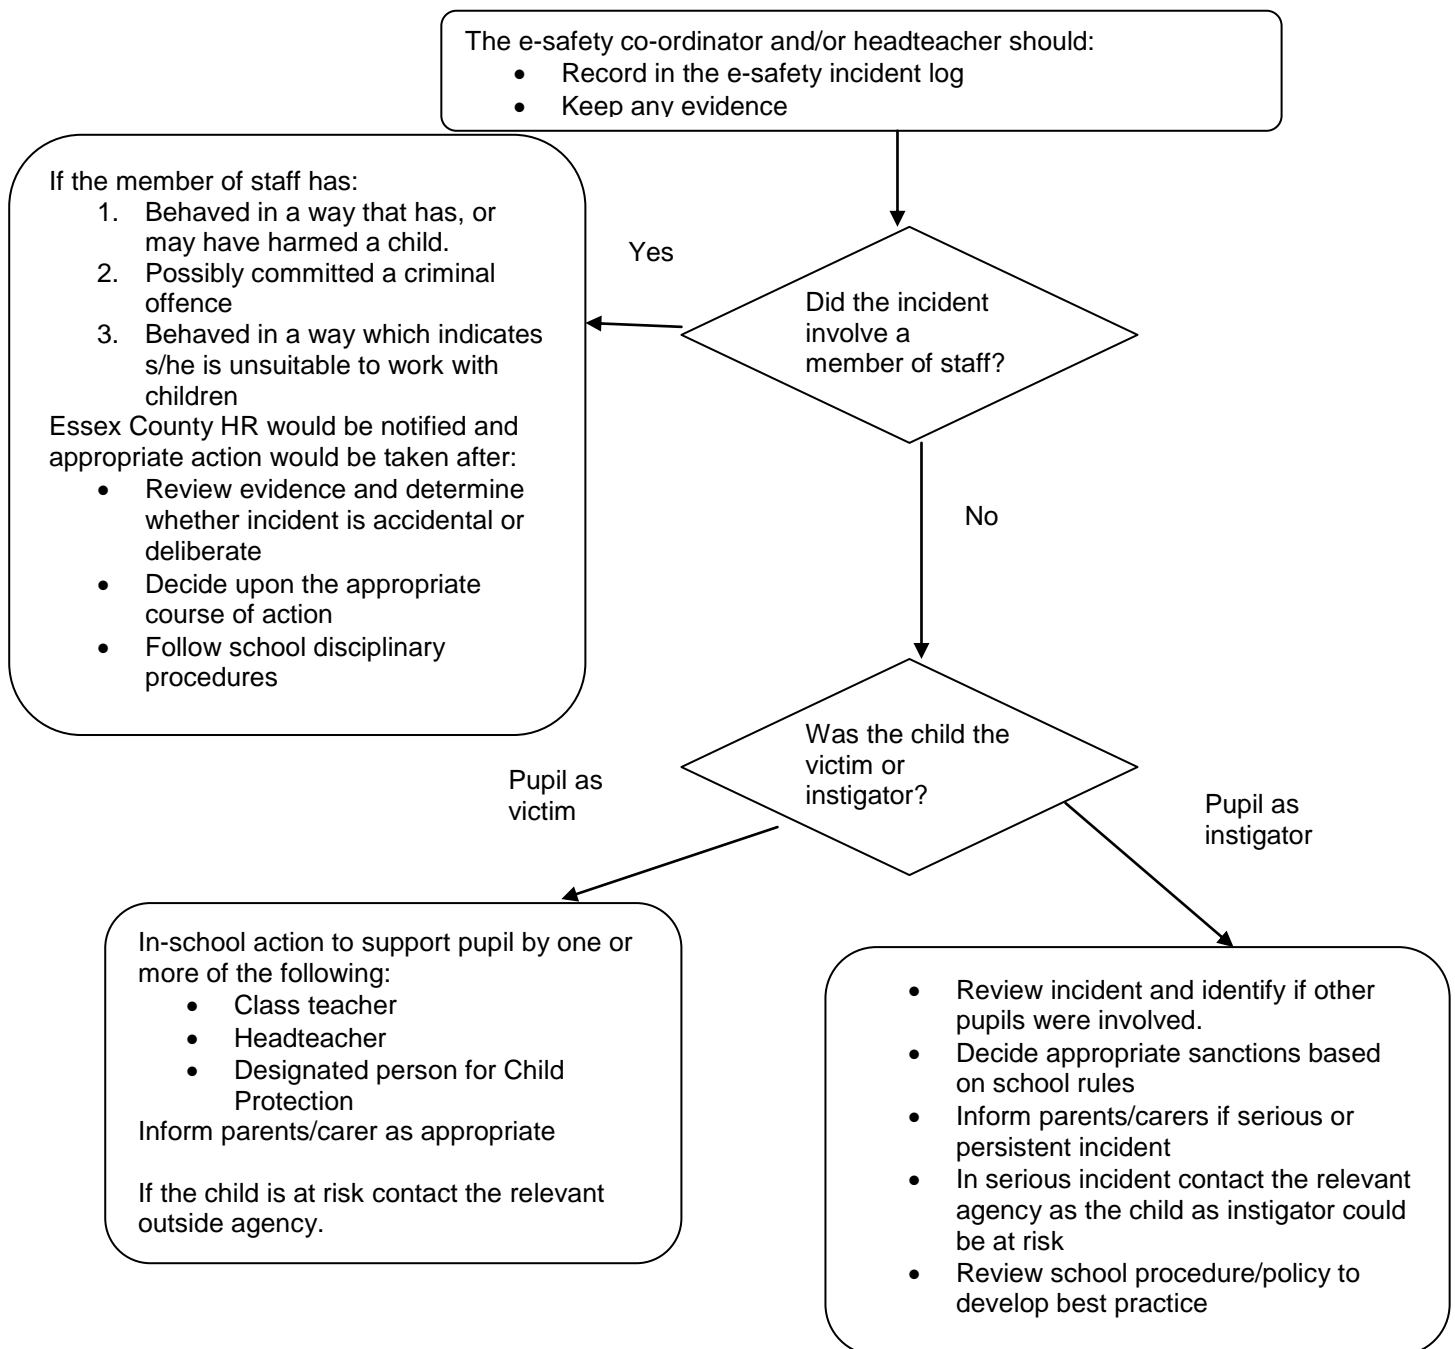 The e-safety co-ordinator and/or headteacher should:
• Record in the e-safety incident log
• Keep any evidence
If the member of staff has:
1. Behaved in a way that has, or
may have harmed a child.
2. Possibly committed a criminal
offence
3. Behaved in a way which indicates
s/he is unsuitable to work with
children
Essex County HR would be notified and
appropriate action would be taken after:
• Review evidence and determine
whether incident is accidental or
deliberate
• Decide upon the appropriate
course of action
• Follow school disciplinary
procedures
Yes
Did the incident
involve a
member of staff?
No
Was the child the
victim or
instigator?
Pupil as
victim
Pupil as
instigator
In-school action to support pupil by one or
more of the following:
• Class teacher
• Headteacher
• Designated person for Child
Protection
Inform parents/carer as appropriate
If the child is at risk contact the relevant
outside agency.
• Review incident and identify if other
pupils were involved.
• Decide appropriate sanctions based
on school rules
• Inform parents/carers if serious or
persistent incident
• In serious incident contact the relevant
agency as the child as instigator could
be at risk
• Review school procedure/policy to
develop best practice